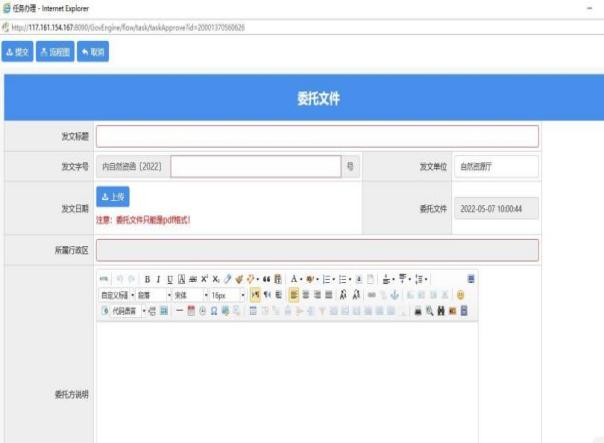 任务办理 - Internet Explorer
http://117.161.154.167:8090/GovEngine/flow/task/taskApprove?id=20001370560626
提交 流程图 取消
委托文件
发文标题
发文字号 内自然资函 [2022] 号 发文单位 自然资源厅
发文日期 上传 委托文件 2022-05-07 10:00:44
注意：委托文件只能是pdf格式！
所属行政区
HTML B I U A ABC X² X₂ A
自定义标题 段落 宋体 16px
代码语言 Ω
委托方说明